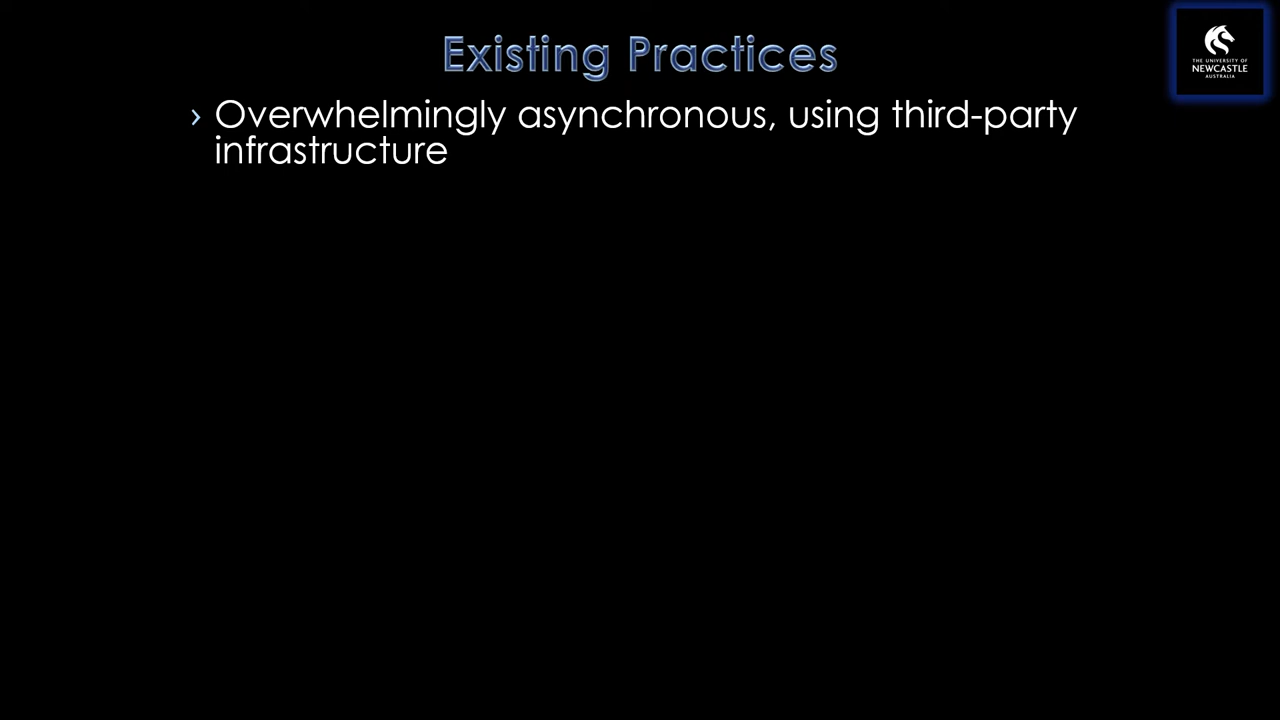 Existing Practices
THE UNIVERSITY OF
NEWCASTLE
AUSTRALIA
› Overwhelmingly asynchronous, using third-party
infrastructure